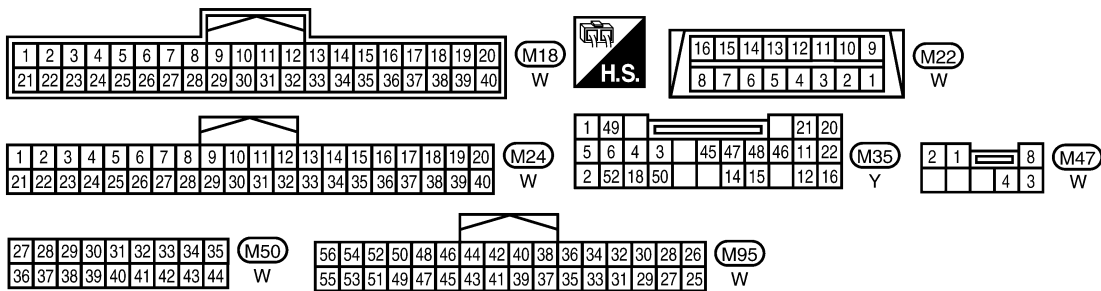 1 2 3 4 5 6 7 8 9 10 11 12 13 14 15 16 17 18 19 20
21 22 23 24 25 26 27 28 29 30 31 32 33 34 35 36 37 38 39 40
M18
W
H.S.
16 15 14 13 12 11 10 9
8 7 6 5 4 3 2 1
M22
W
1 2 3 4 5 6 7 8 9 10 11 12 13 14 15 16 17 18 19 20
21 22 23 24 25 26 27 28 29 30 31 32 33 34 35 36 37 38 39 40
M24
W
1 49 21 20
5 6 4 3 45 47 48 46 11 22
2 52 18 50 14 15 12 16
M35
Y
2 1 8
4 3
M47
W
27 28 29 30 31 32 33 34 35
36 37 38 39 40 41 42 43 44
M50
W
56 54 52 50 48 46 44 42 40 38 36 34 32 30 28 26
55 53 51 49 47 45 43 41 39 37 35 33 31 29 27 25
M95
W